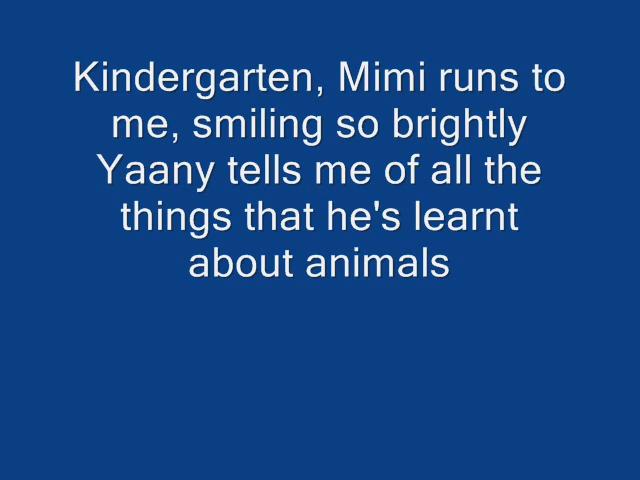 Kindergarten, Mimi runs to
me, smiling so brightly
Yaany tells me of all the
things that he's learnt
about animals